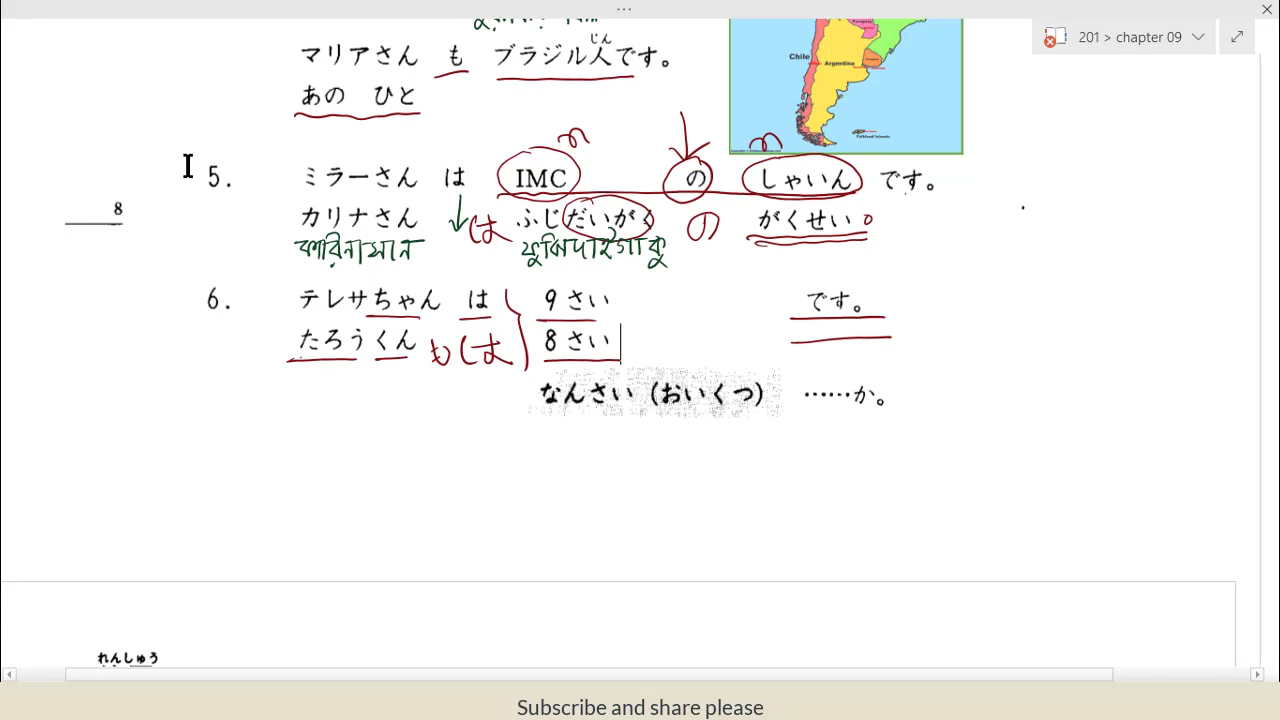 201 > chapter 09
Chile
Argentina
Falkland Islands
じん
マリアさん も ブラジル人です。
あの ひと
n n
5. ミラーさん は IMC の しゃいん です。
8
カリナさん は ふじだいがく の がくせい。
কারিনাসান ফুজিদাইগাকু
6. テレサちゃん は 9さい です。
たろうくん も は 8さい
なんさい (おいくつ) ……か。
れんしゅう
Subscribe and share please